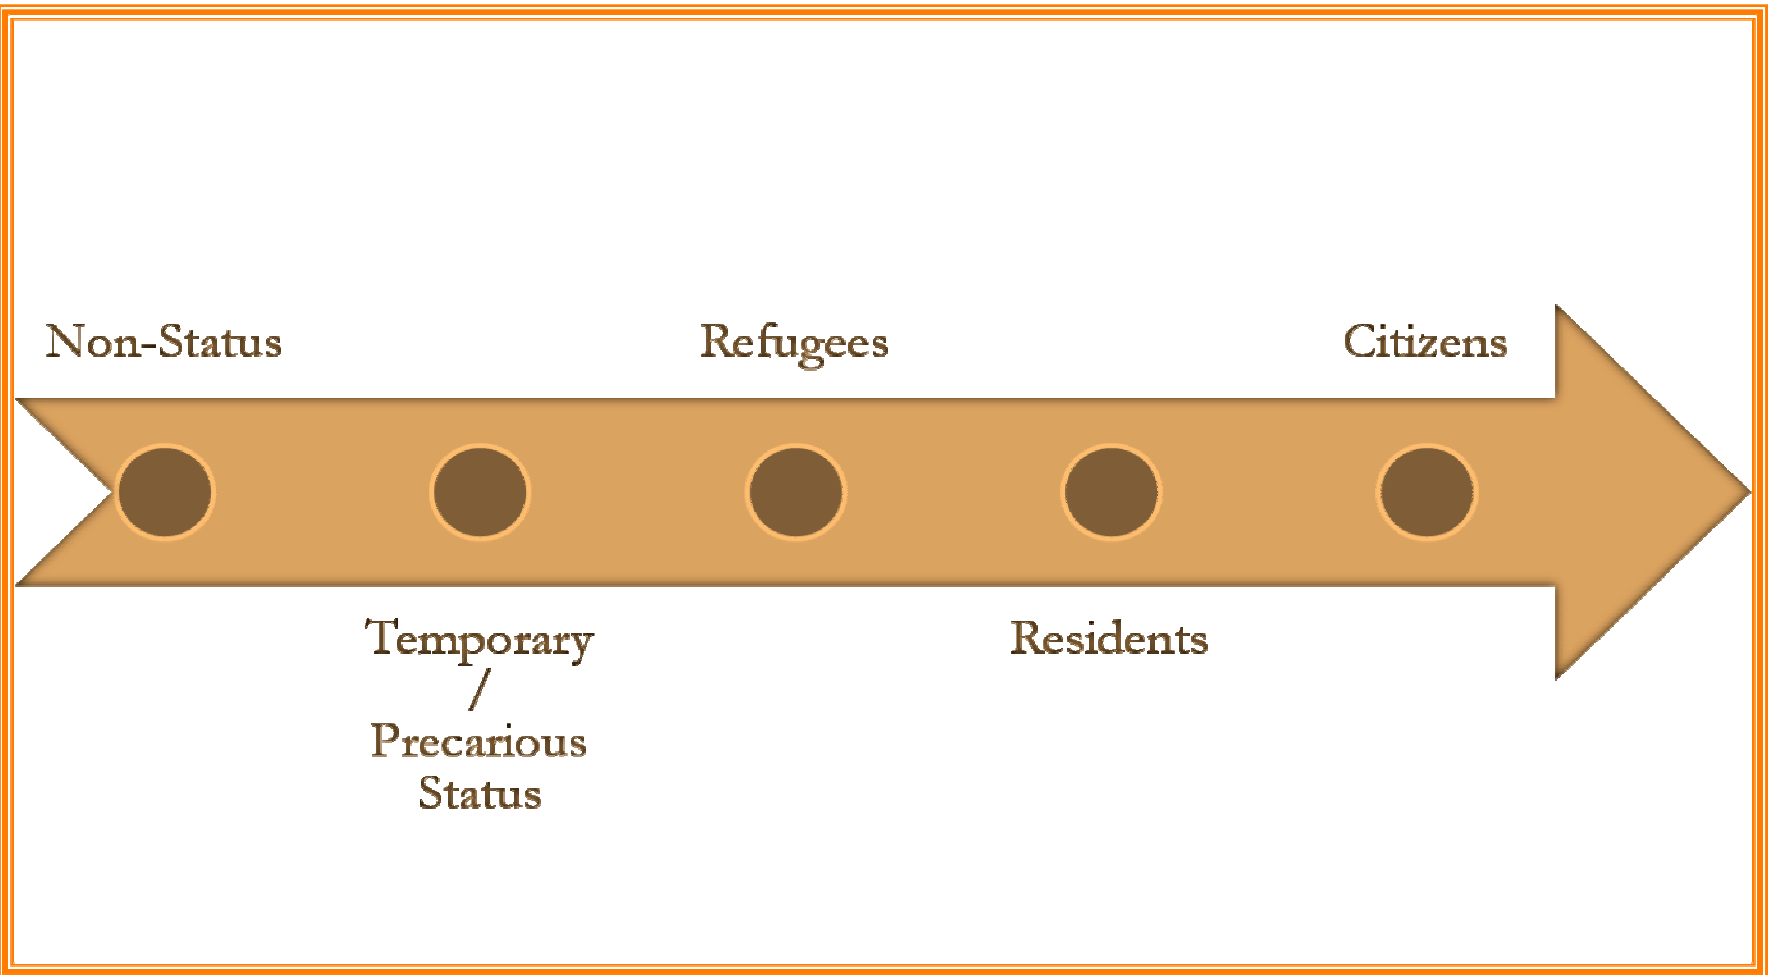 Non-Status
Refugees
Citizens
Temporary
/
Precarious
Status
Residents